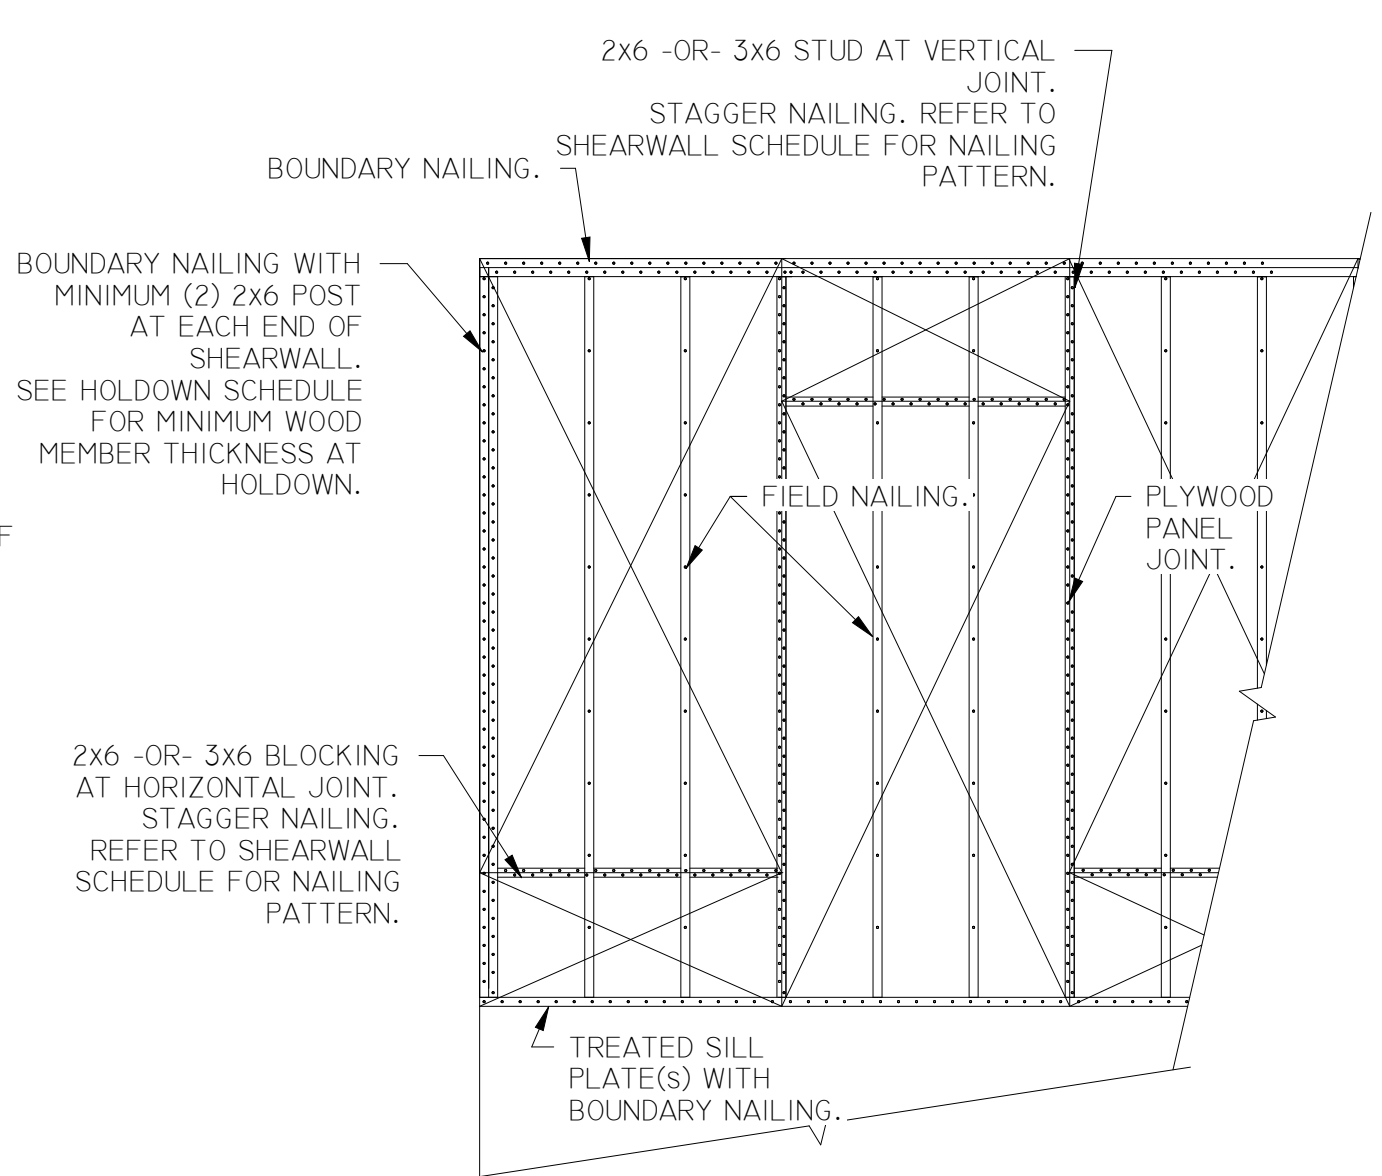 2x6 -OR- 3x6 STUD AT VERTICAL
JOINT.
STAGGER NAILING. REFER TO
SHEARWALL SCHEDULE FOR NAILING
PATTERN.
BOUNDARY NAILING.
BOUNDARY NAILING WITH
MINIMUM (2) 2x6 POST
AT EACH END OF
SHEARWALL.
SEE HOLDOWN SCHEDULE
FOR MINIMUM WOOD
MEMBER THICKNESS AT
HOLDOWN.
F
FIELD NAILING.
PLYWOOD
PANEL
JOINT.
2x6 -OR- 3x6 BLOCKING
AT HORIZONTAL JOINT.
STAGGER NAILING.
REFER TO SHEARWALL
SCHEDULE FOR NAILING
PATTERN.
TREATED SILL
PLATE(s) WITH
BOUNDARY NAILING.